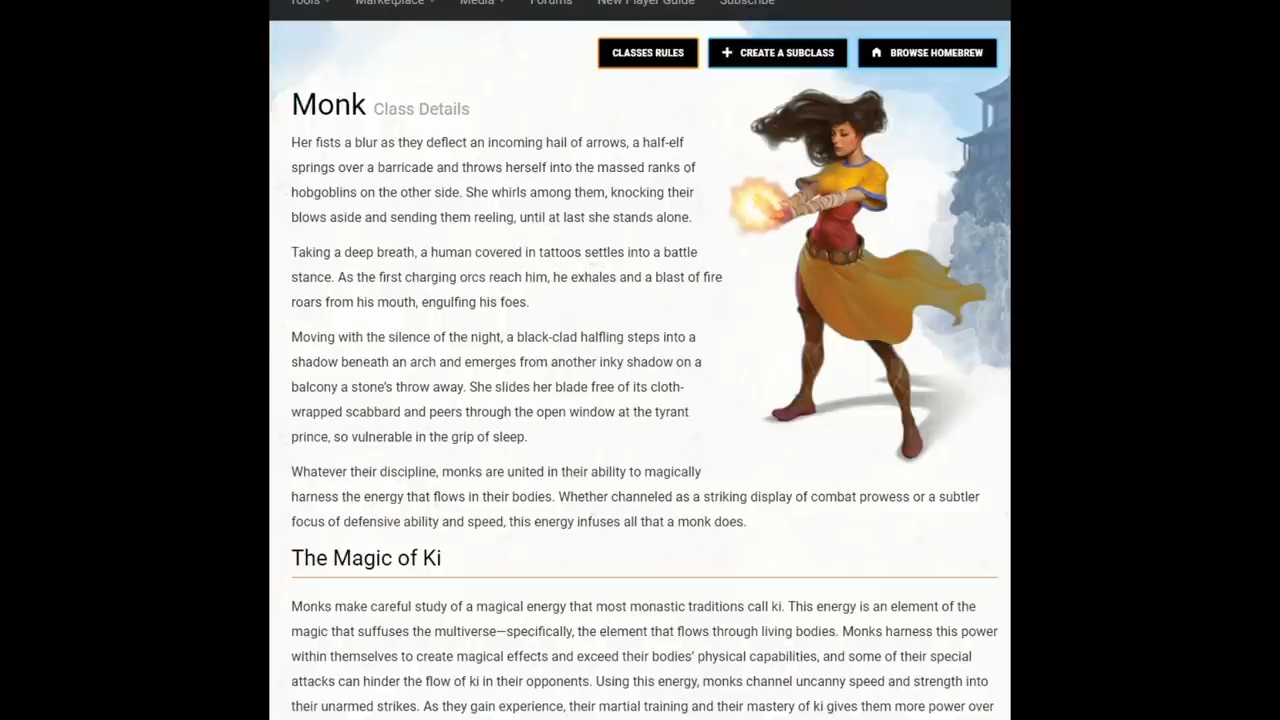 Tools
Marketplace
Media
Forums
New Player Guide
Subscribe
CLASSES RULES
CREATE A SUBCLASS
BROWSE HOMEBREW
Monk Class Details
Her fists a blur as they deflect an incoming hail of arrows, a half-elf
springs over a barricade and throws herself into the massed ranks of
hobgoblins on the other side. She whirls among them, knocking their
blows aside and sending them reeling, until at last she stands alone.
Taking a deep breath, a human covered in tattoos settles into a battle
stance. As the first charging orcs reach him, he exhales and a blast of fire
roars from his mouth, engulfing his foes.
Moving with the silence of the night, a black-clad halfling steps into a
shadow beneath an arch and emerges from another inky shadow on a
balcony a stone's throw away. She slides her blade free of its cloth-
wrapped scabbard and peers through the open window at the tyrant
prince, so vulnerable in the grip of sleep.
Whatever their discipline, monks are united in their ability to magically
harness the energy that flows in their bodies. Whether channeled as a striking display of combat prowess or a subtler
focus of defensive ability and speed, this energy infuses all that a monk does.
The Magic of Ki
Monks make careful study of a magical energy that most monastic traditions call ki. This energy is an element of the
magic that suffuses the multiverse—specifically, the element that flows through living bodies. Monks harness this power
within themselves to create magical effects and exceed their bodies' physical capabilities, and some of their special
attacks can hinder the flow of ki in their opponents. Using this energy, monks channel uncanny speed and strength into
their unarmed strikes. As they gain experience, their martial training and their mastery of ki gives them more power over